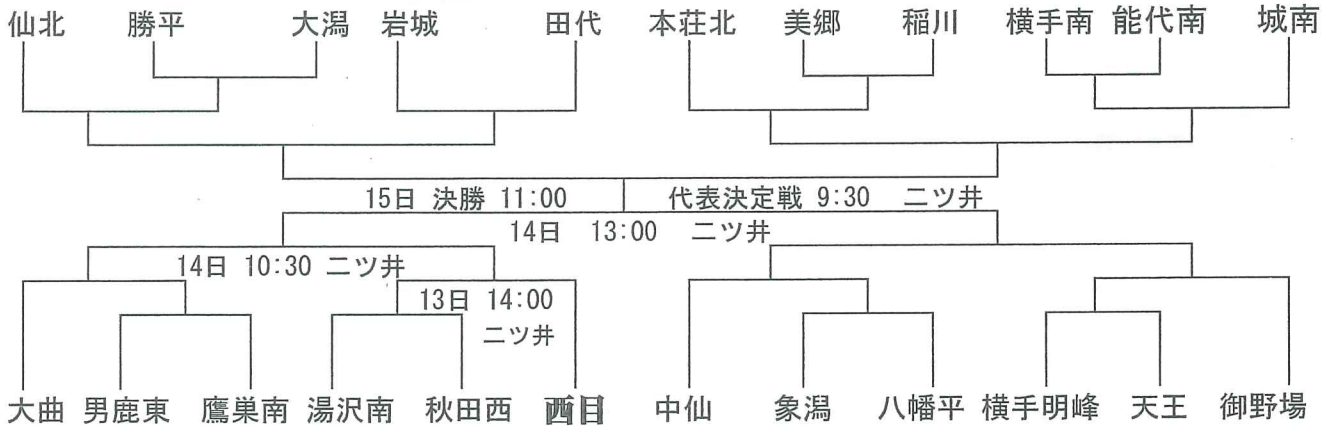 仙北 勝平 大潟 岩城 田代 本荘北 美郷 稲川 横手南 能代南 城南
15日 決勝 11:00 代表決定戦 9:30 二ツ井
14日 13:00 二ツ井
14日 10:30 二ツ井
13日 14:00
二ツ井
大曲 男鹿東 鷹巣南 湯沢南 秋田西 西目 中仙 象潟 八幡平 横手明峰 天王 御野場